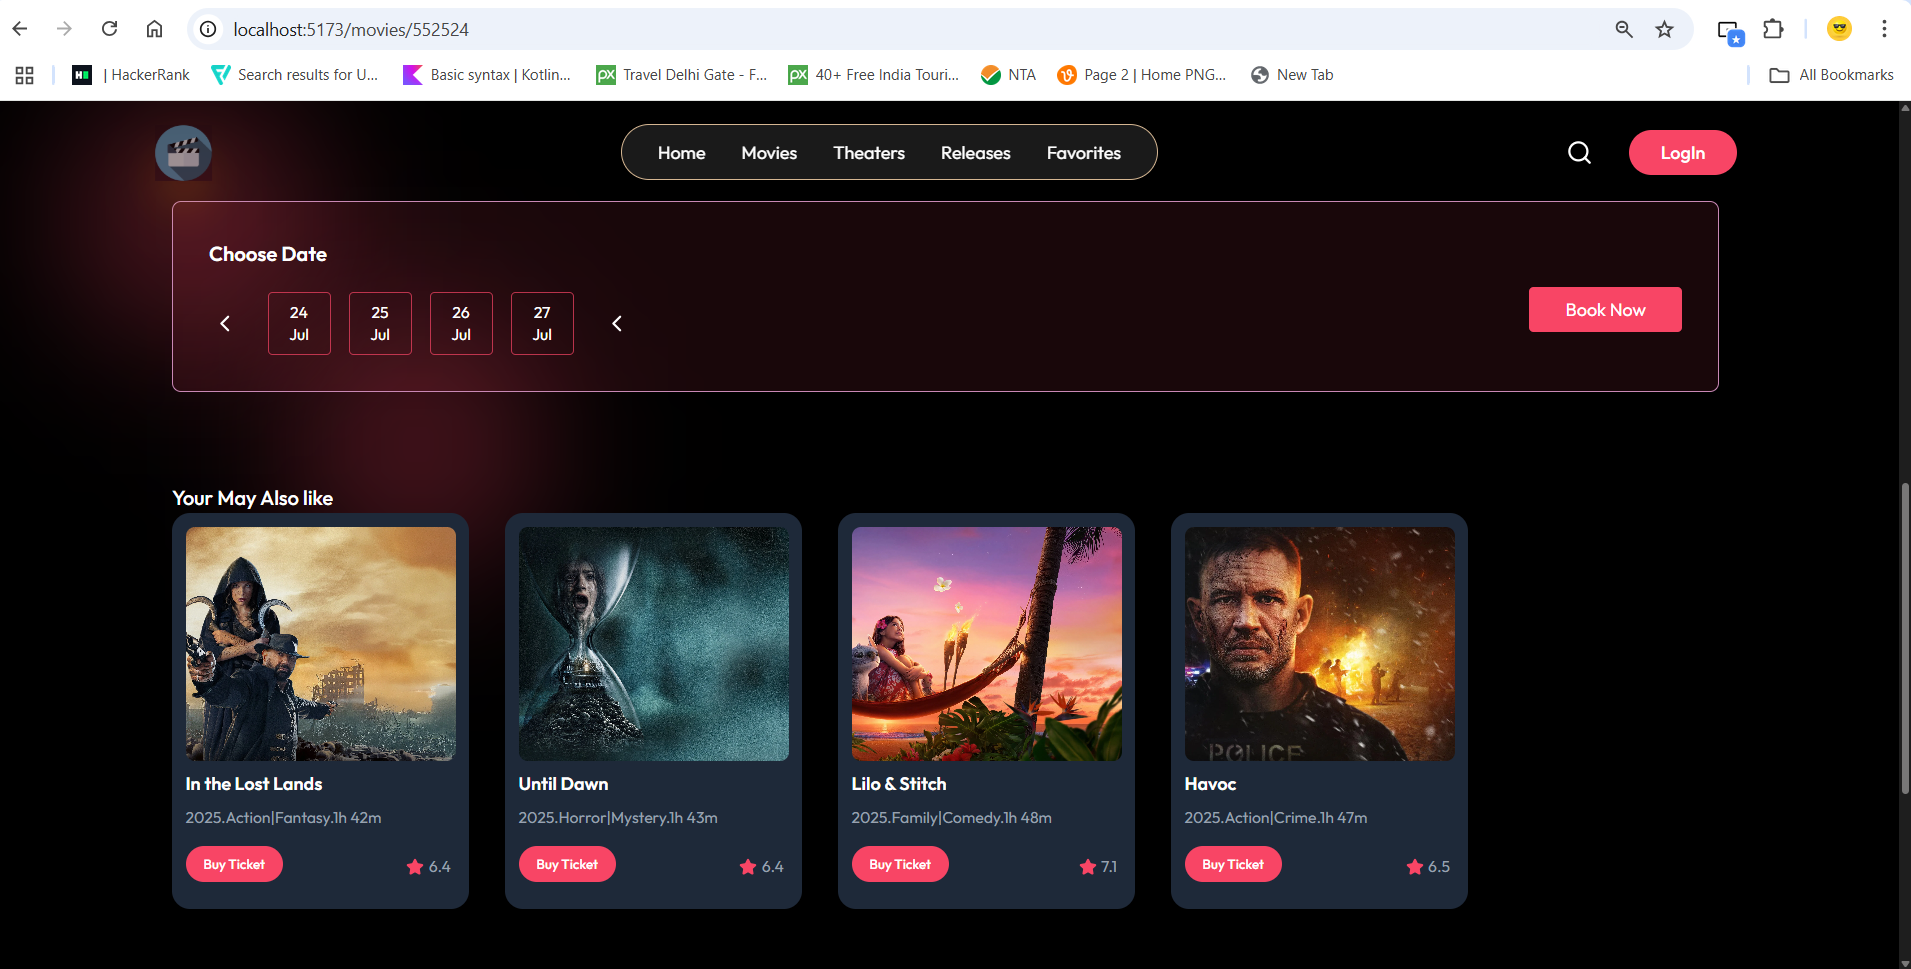 localhost:5173/movies/552524
| HackerRank
Search results for U...
Basic syntax | Kotlin...
Travel Delhi Gate - F...
40+ Free India Touri...
NTA
Page 2 | Home PNG...
New Tab
All Bookmarks
Home
Movies
Theaters
Releases
Favorites
LogIn
Choose Date
24
Jul
25
Jul
26
Jul
27
Jul
Book Now
Your May Also like
In the Lost Lands
2025.Action|Fantasy.1h 42m
Buy Ticket
6.4
Until Dawn
2025.Horror|Mystery.1h 43m
Buy Ticket
6.4
Lilo & Stitch
2025.Family|Comedy.1h 48m
Buy Ticket
7.1
POLICE
Havoc
2025.Action|Crime.1h 47m
Buy Ticket
6.5